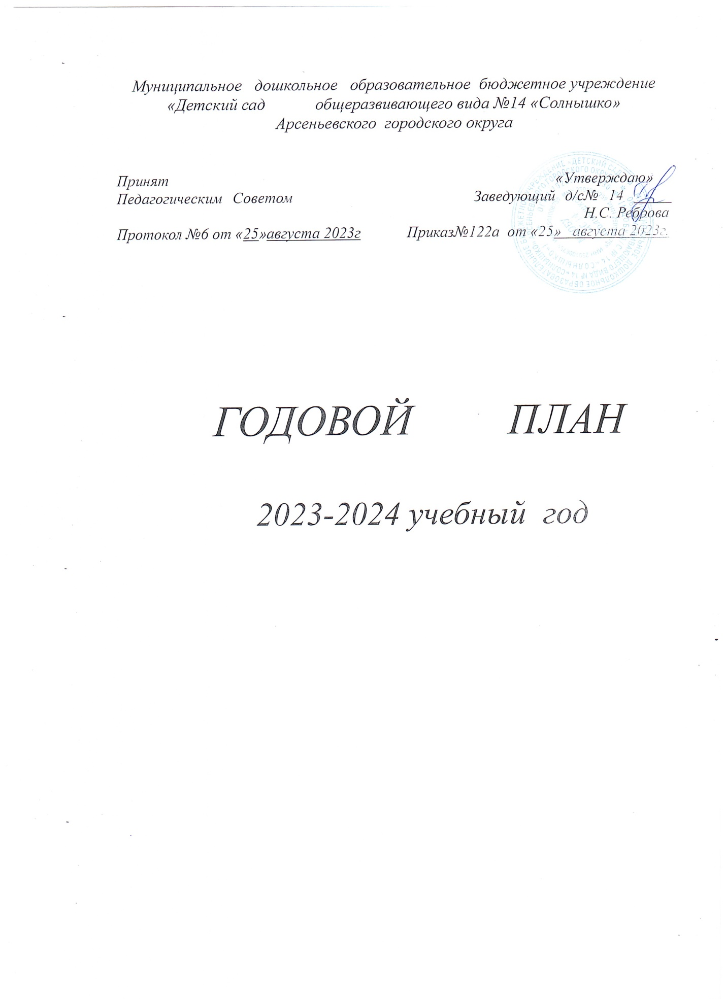 Муниципальное дошкольное образовательное бюджетное учреждение
«Детский сад общеразвивающего вида №14 «Солнышко»
Арсеньевского городского округа
Принят «Утверждаю»
Педагогическим Советом Заведующий д/с№ 14
Н.С. Реброва
Протокол №6 от «25»августа 2023г Приказ№122а от «25» августа 2023г.
ГОДОВОЙ ПЛАН
2023-2024 учебный год